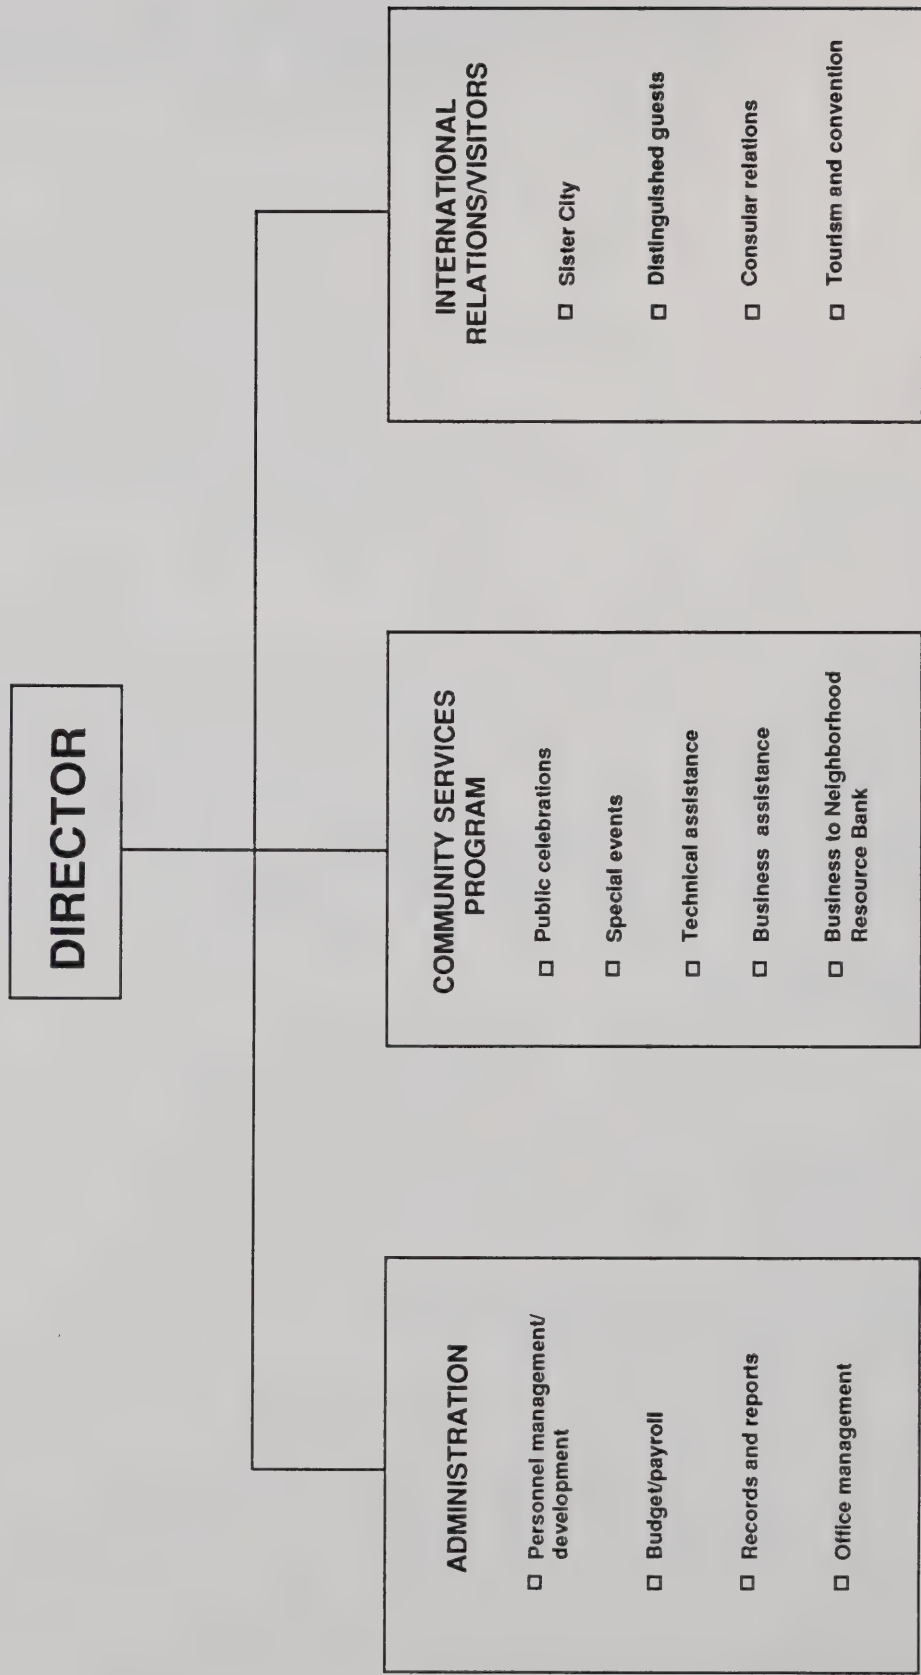 DIRECTOR
ADMINISTRATION
□ Personnel management/
development
□ Budget/payroll
□ Records and reports
□ Office management
COMMUNITY SERVICES
PROGRAM
□ Public celebrations
□ Special events
□ Technical assistance
□ Business assistance
□ Business to Neighborhood
Resource Bank
INTERNATIONAL
RELATIONS/VISITORS
□ Sister City
□ Distinguished guests
□ Consular relations
□ Tourism and convention